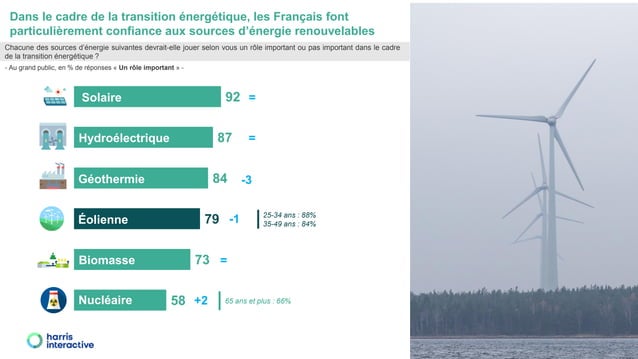 Dans le cadre de la transition énergétique, les Français font
particulièrement confiance aux sources d’énergie renouvelables
Chacune des sources d’énergie suivantes devrait-elle jouer selon vous un rôle important ou pas important dans le cadre
de la transition énergétique ?
- Au grand public, en % de réponses « Un rôle important » -
Solaire 92 =
Hydroélectrique 87 =
Géothermie 84 -3
Éolienne 79 -1
25-34 ans : 88%
35-49 ans : 84%
Biomasse 73 =
Nucléaire 58 +2 65 ans et plus : 66%
harris
interactive